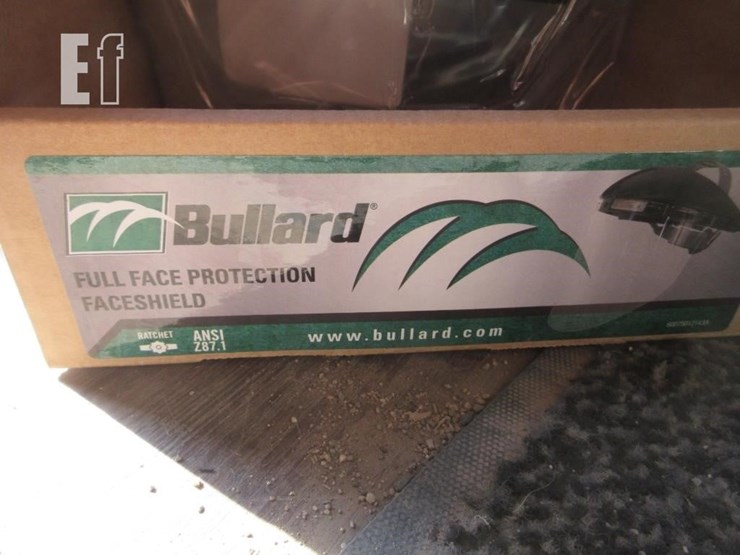 Ef
Bullard®
FULL FACE PROTECTION
FACESHIELD
RATCHET
ANSI
Z87.1
www.bullard.com